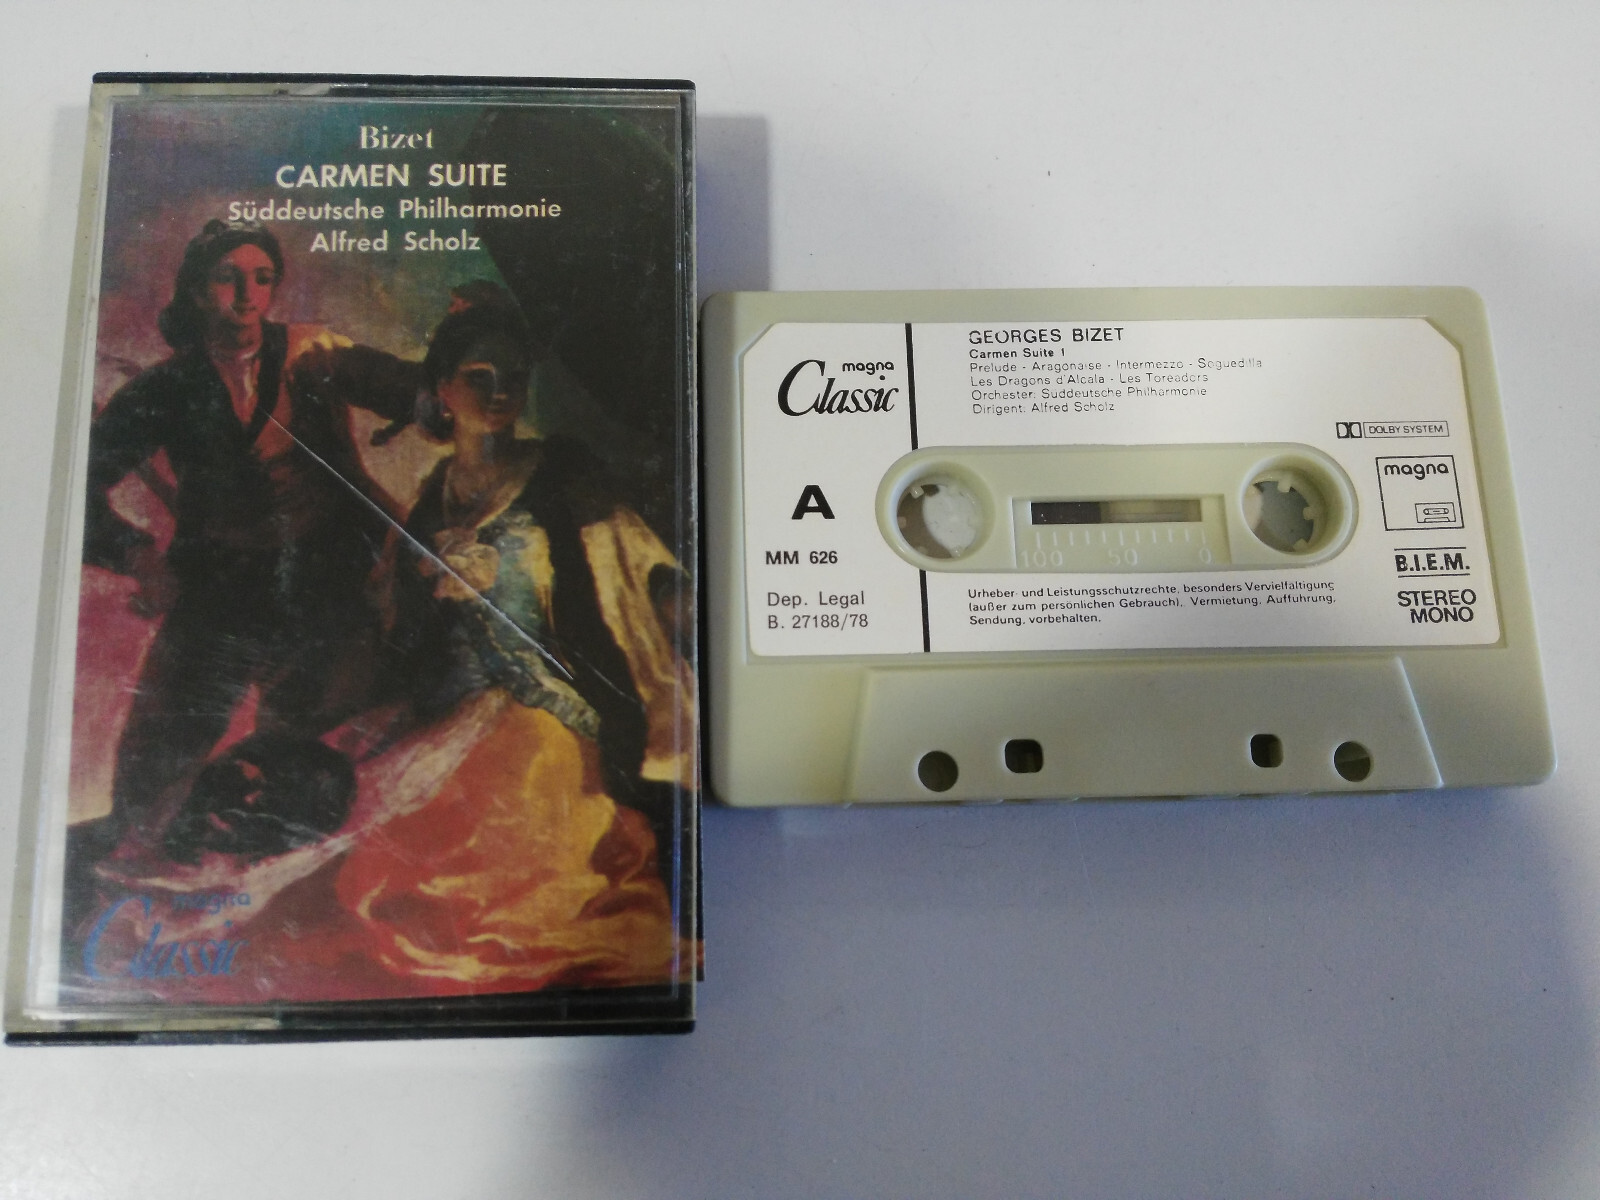 Bizet
CARMEN SUITE
Süddeutsche Philharmonie
Alfred Scholz
magna
Classic
magna
Classic
A
MM 626
Dep. Legal
B. 27188/78
GEORGES BIZET
Carmen Suite 1
Prelude - Aragonaise - Intermezzo - Soguedilla
Les Dragons d'Alcala - Les Toreadors
Orchester: Suddeutsche Philharmonie
Dirigent: Alfred Scholz
DOLBY SYSTEM
magna
100 50 0
B.I.E.M.
STEREO
MONO
Urheber- und Leistungsschutzrechte, besonders Vervielfältigung
(außer zum persönlichen Gebrauch), Vermietung, Aufführung,
Sendung, vorbehalten.